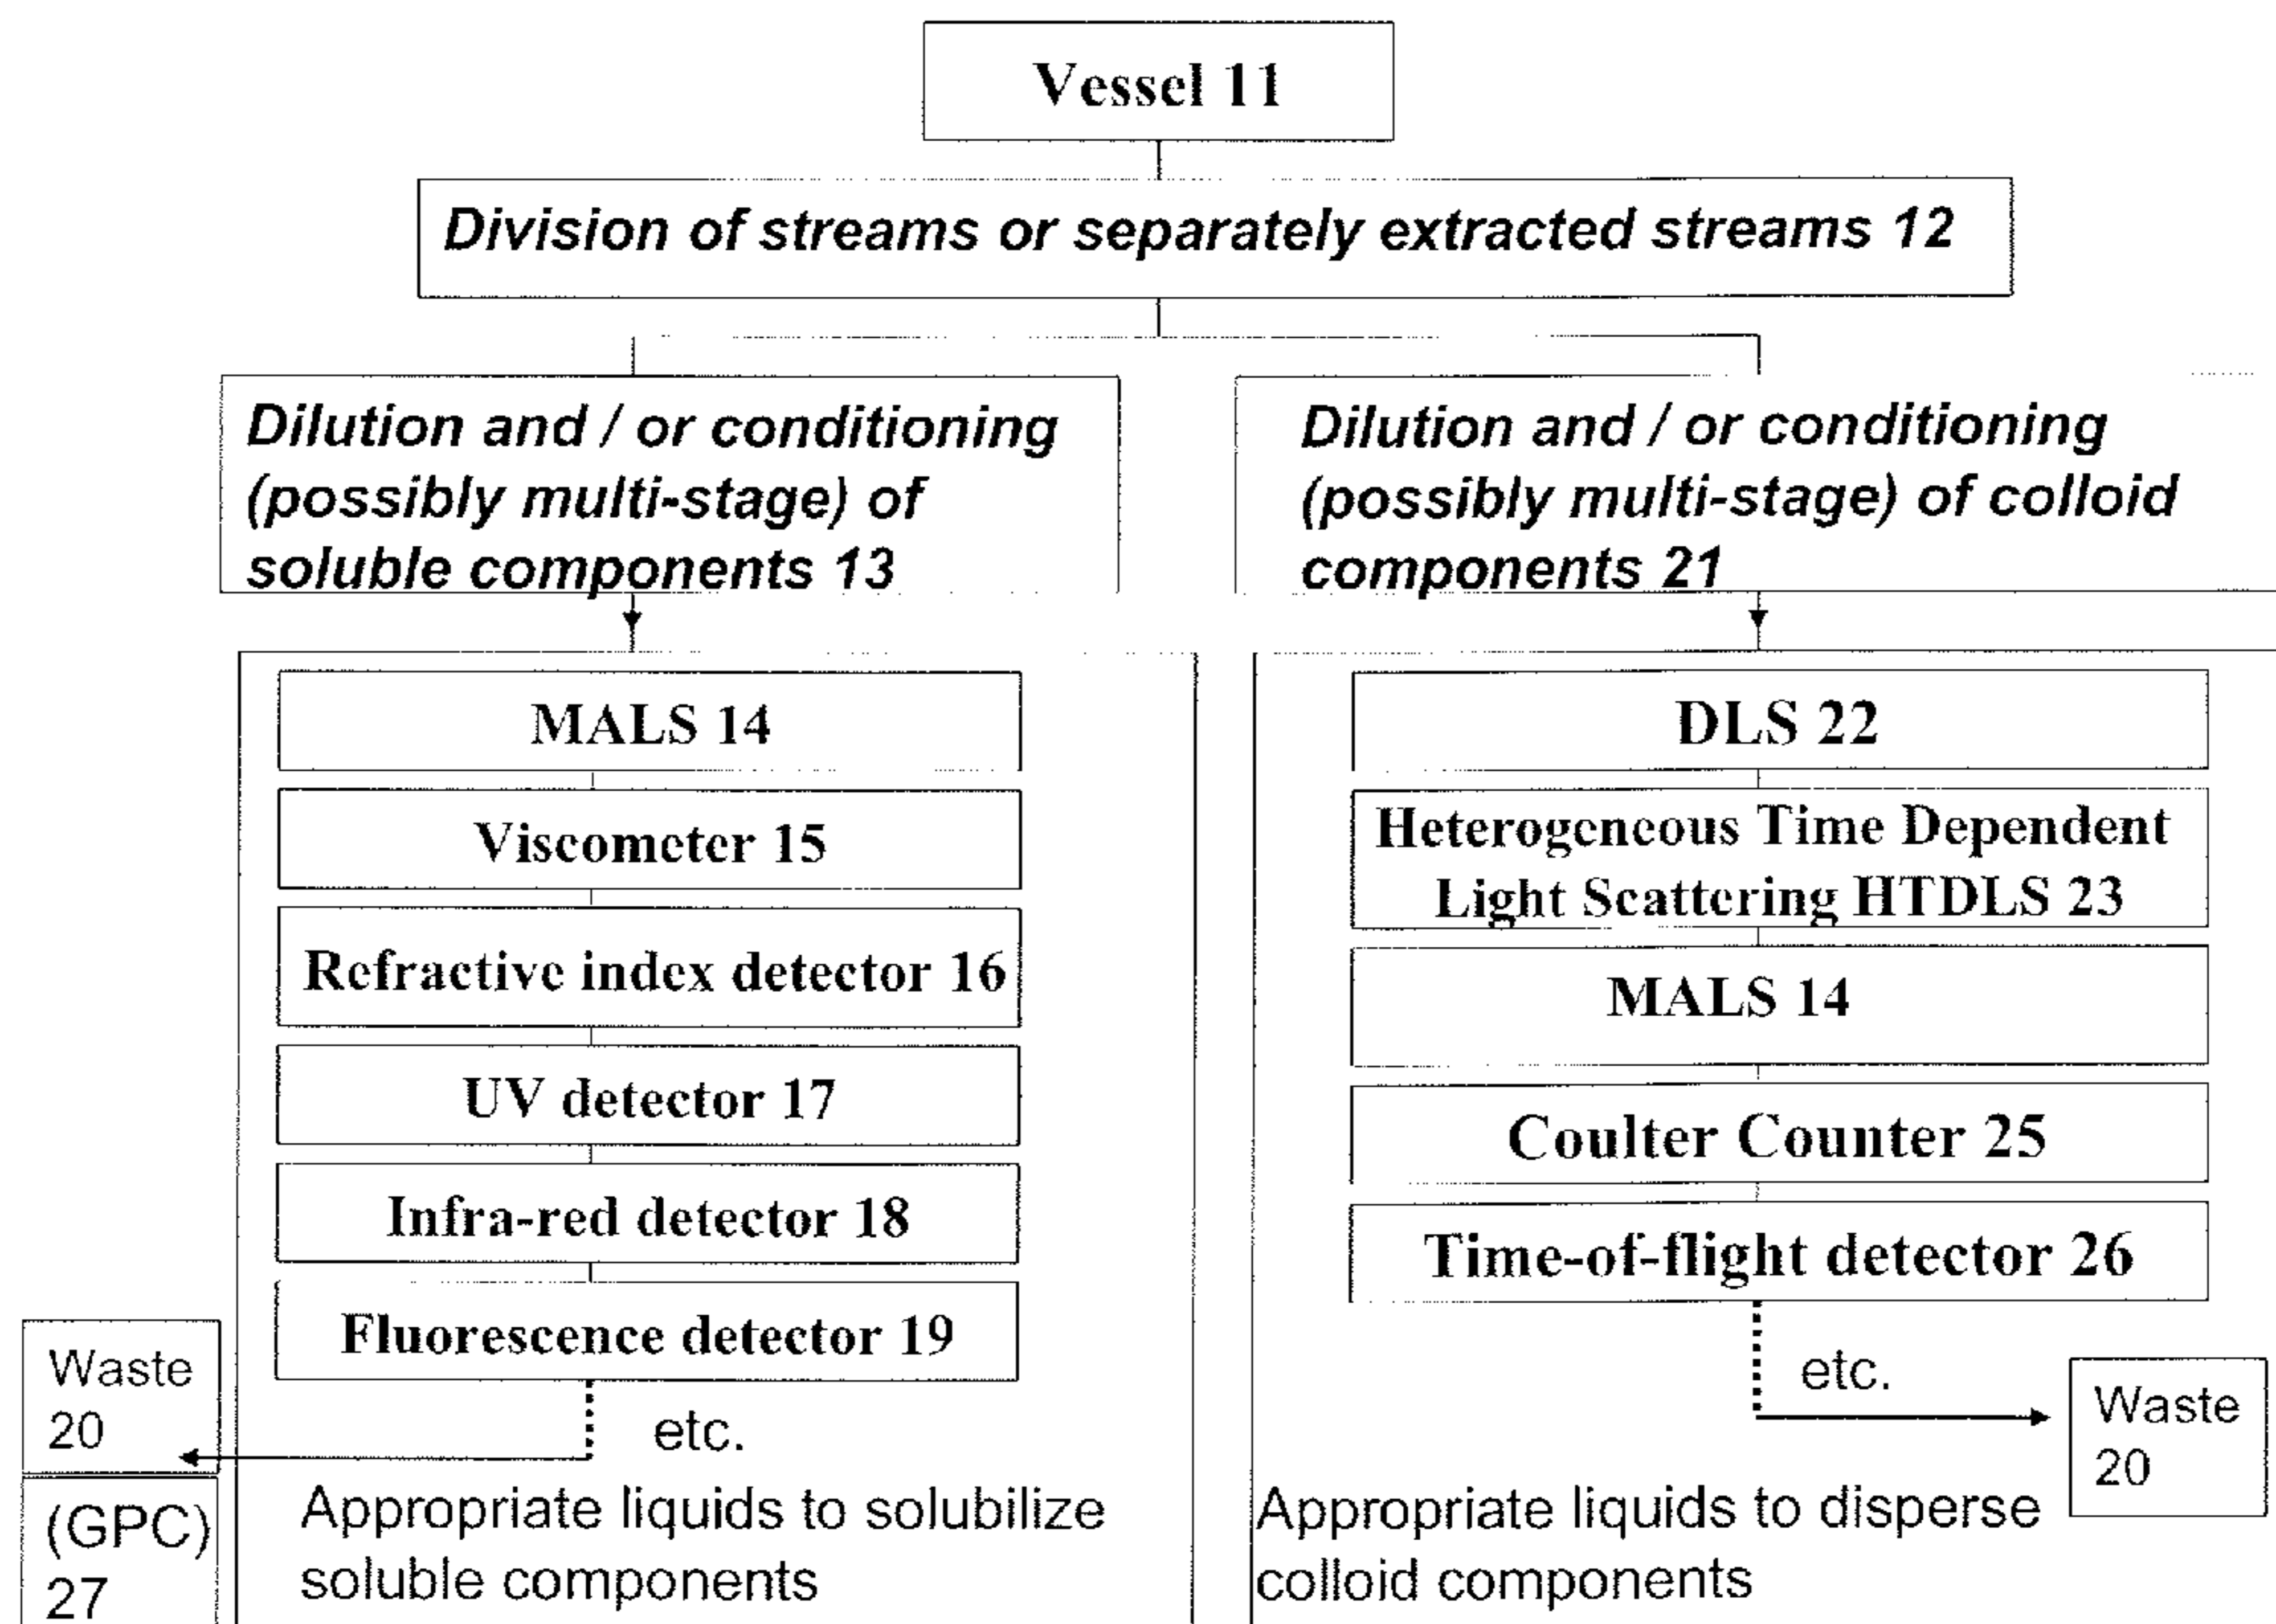 Vessel 11
Division of streams or separately extracted streams 12
Dilution and / or conditioning
(possibly multi-stage) of
soluble components 13
MALS 14
Viscometer 15
Refractive index detector 16
UV detector 17
Infra-red detector 18
Fluorescence detector 19
etc.
Waste
20
(GPC)
27
Appropriate liquids to solubilize
soluble components
Dilution and / or conditioning
(possibly multi-stage) of colloid
components 21
DLS 22
Heterogeneous Time Dependent
Light Scattering HTDLS 23
MALS 14
Coulter Counter 25
Time-of-flight detector 26
etc.
Waste
20
Appropriate liquids to disperse
colloid components